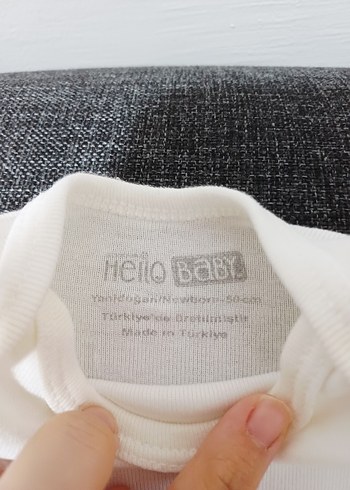 Hello BABY
Yenidoğan/Newborn-50 cm
Türkiye'de üretilmiştir
Made in Türkiye